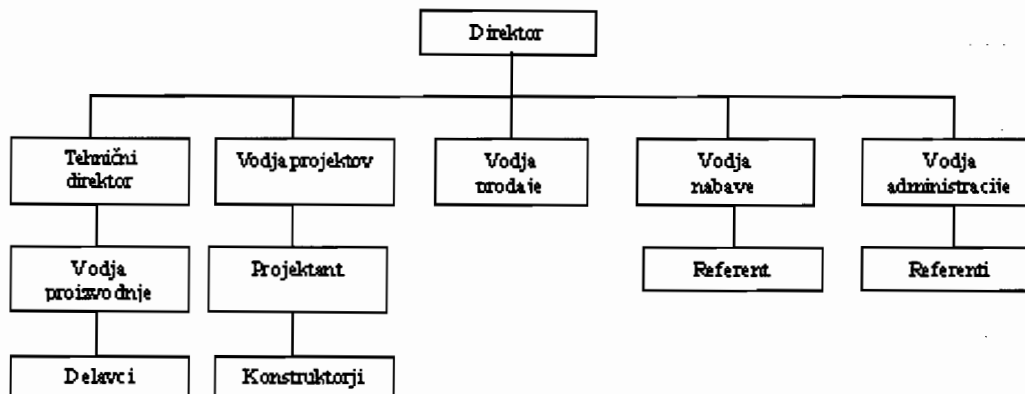 Direktor
Tehnični
direktor
Vodja projektov
Vodja
prodaje
Vodja
nabave
Vodja
administracije
Vodja
proizvodnje
Projektant
Referent
Referenti
Delavci
Konstruktorji